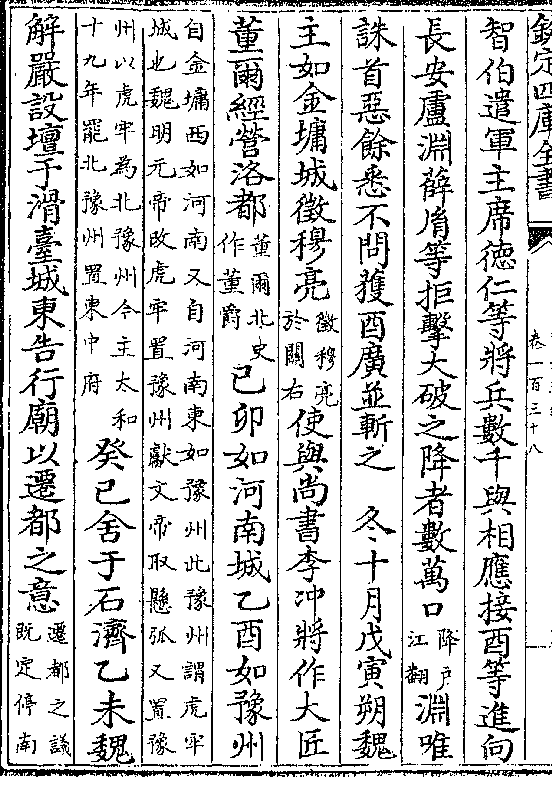 欽定四庫全書
卷一百三十八
智伯遣軍主席徳仁等將兵數千與相應接酉等進向
長安盧淵薛胤等拒擊大破之降者數萬口降戶江翻淵唯
誅首惡餘悉不問獲酉廣並斬之　冬十月戊寅朔魏
主如金墉城徵穆亮徵穆亮於關右使與尚書李冲將作大匠
董爾經營洛都董爾北史作董爵己卯如河南城乙酉如豫州
自金墉西如河南又自河南東如豫州此豫州謂虎牢
城也魏明元帝改虎牢置豫州獻文帝取懸弧又置豫
州以虎牢為北豫州今主太和
十九年罷北豫州置東中府癸巳舍于石濟乙未魏
解嚴設壇于滑臺城東告行廟以遷都之意遷都之議既定停南